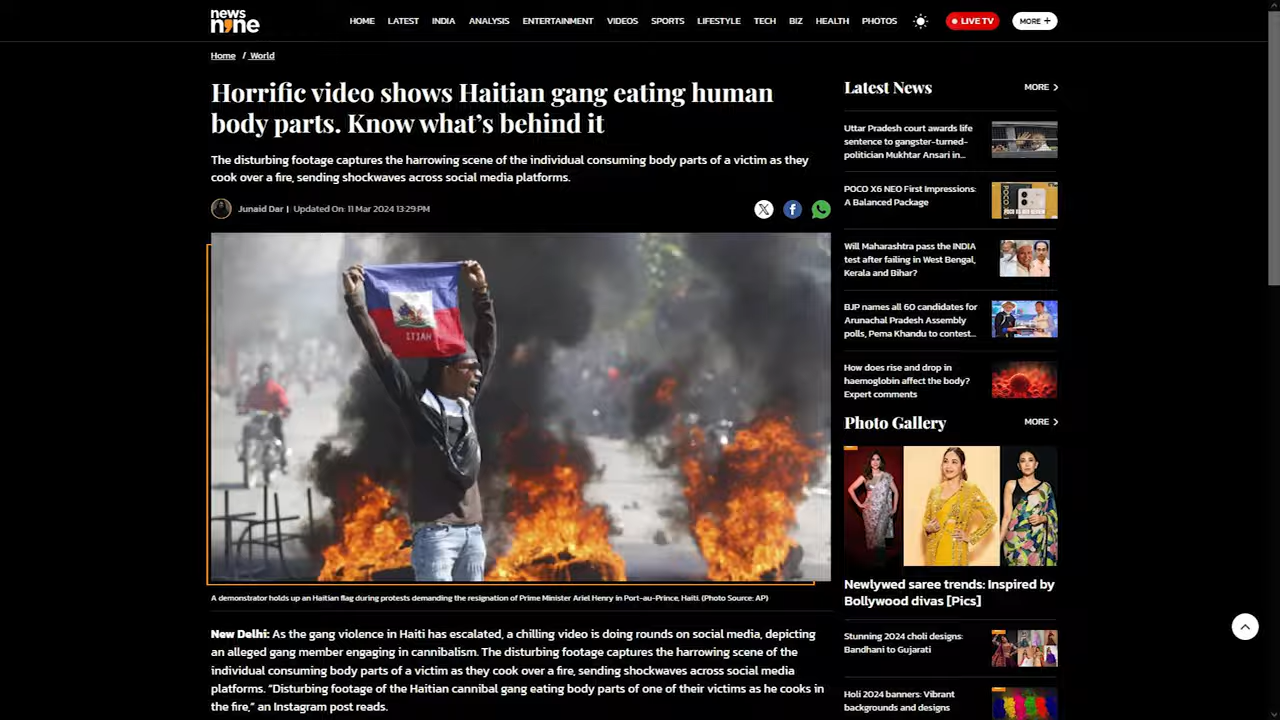 news
nine
HOME LATEST INDIA ANALYSIS ENTERTAINMENT VIDEOS SPORTS LIFESTYLE TECH BIZ HEALTH PHOTOS LIVE TV MORE +
Home / World
Horrific video shows Haitian gang eating human
body parts. Know what's behind it
The disturbing footage captures the harrowing scene of the individual consuming body parts of a victim as they
cook over a fire, sending shockwaves across social media platforms.
Junaid Dar | Updated On: 11 Mar 2024 13:29 PM
A demonstrator holds up an Haitian flag during protests demanding the resignation of Prime Minister Ariel Henry in Port-au-Prince, Haiti. (Photo Source: AP)
New Delhi: As the gang violence in Haiti has escalated, a chilling video is doing rounds on social media, depicting
an alleged gang member engaging in cannibalism. The disturbing footage captures the harrowing scene of the
individual consuming body parts of a victim as they cook over a fire, sending shockwaves across social media
platforms. "Disturbing footage of the Haitian cannibal gang eating body parts of one of their victims as he cooks in
the fire," an Instagram post reads.
Latest News MORE >
Uttar Pradesh court awards life
sentence to gangster-turned-
politician Mukhtar Ansari in...
POCO X6 NEO First Impressions:
A Balanced Package
Will Maharashtra pass the INDIA
test after failing in West Bengal,
Kerala and Bihar?
BJP names all 60 candidates for
Arunachal Pradesh Assembly
polls, Pema Khandu to contest...
How does rise and drop in
haemoglobin affect the body?
Expert comments
Photo Gallery MORE >
Newlywed saree trends: Inspired by
Bollywood divas [Pics]
Stunning 2024 choli designs:
Bandhani to Gujarati
Holi 2024 banners: Vibrant
backgrounds and designs